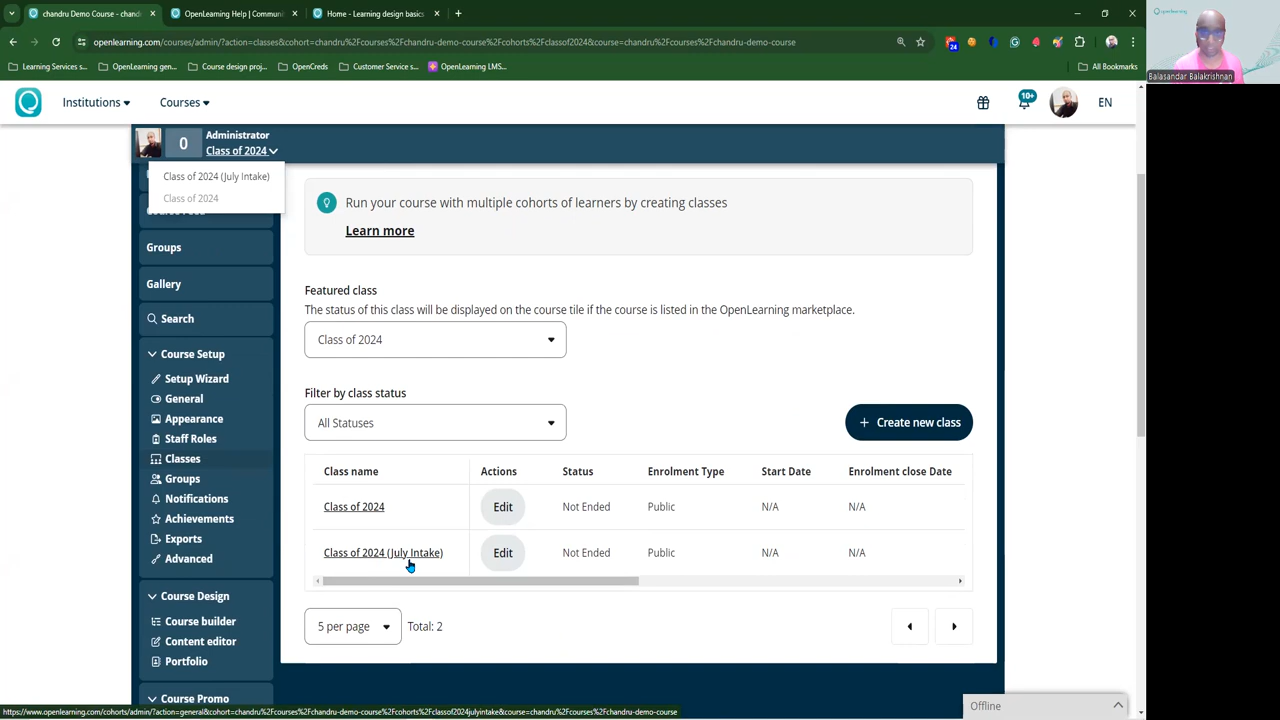 chandru Demo Course - chand
OpenLearning Help | Communi
Home - Learning design basics
openlearning.com/courses/admin/?action=classes&cohort=chandru%2Fcourses%2Fchandru-demo-course%2Fcohorts%2Fclassof2024&course=chandru%2Fcourses%2Fchandru-demo-course
24
Learning Services s...
OpenLearning gen...
Course design proj...
OpenCreds
Customer Service s...
OpenLearning LMS...
All Bookmarks
openlearning
Balasandar Balakrishnan
Institutions
Courses
10+
EN
0
Administrator
Class of 2024
Class of 2024 (July Intake)
Class of 2024
Groups
Gallery
Search
Course Setup
Setup Wizard
General
Appearance
Staff Roles
Classes
Groups
Notifications
Achievements
Exports
Advanced
Course Design
Course builder
Content editor
Portfolio
Course Promo
Run your course with multiple cohorts of learners by creating classes
Learn more
Featured class
The status of this class will be displayed on the course tile if the course is listed in the OpenLearning marketplace.
Class of 2024
Filter by class status
All Statuses
+ Create new class
Class name Actions Status Enrolment Type Start Date Enrolment close Date
Class of 2024 Edit Not Ended Public N/A N/A
Class of 2024 (July Intake) Edit Not Ended Public N/A N/A
5 per page Total: 2
Offline
https://www.openlearning.com/cohorts/admin/?action=general&cohort=chandru%2Fcourses%2Fchandru-demo-course%2Fcohorts%2Fclassof2024julyintake&course=chandru%2Fcourses%2Fchandru-demo-course